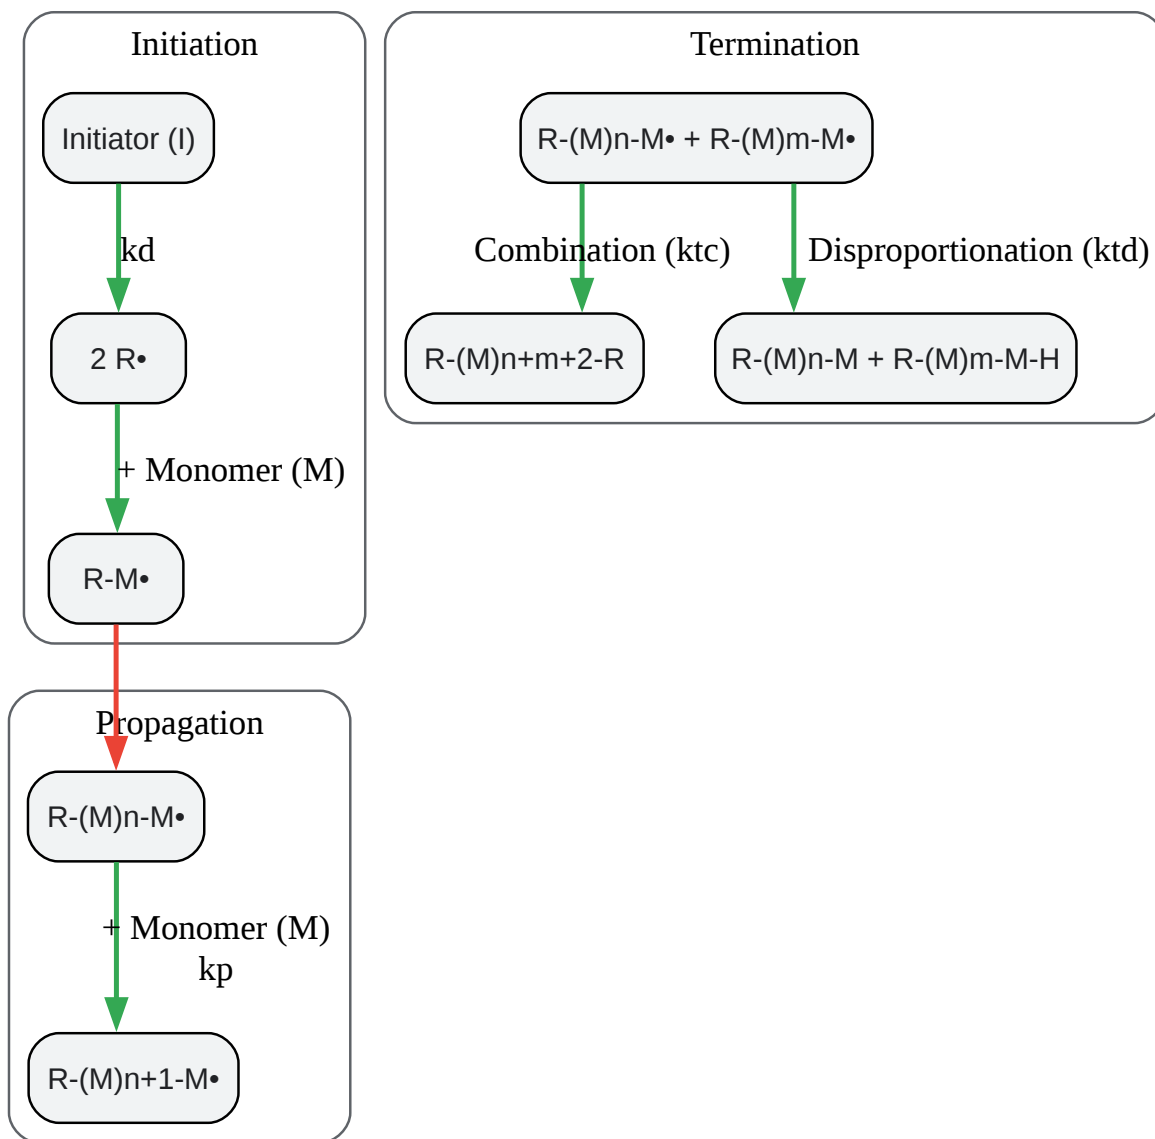 Initiation
Initiator (I)
kd
2 R•
+ Monomer (M)
R-M•
Propagation
R-(M)n-M•
+ Monomer (M)
kp
R-(M)n+1-M•
Termination
R-(M)n-M• + R-(M)m-M•
Combination (ktc)
Disproportionation (ktd)
R-(M)n+m+2-R
R-(M)n-M + R-(M)m-M-H